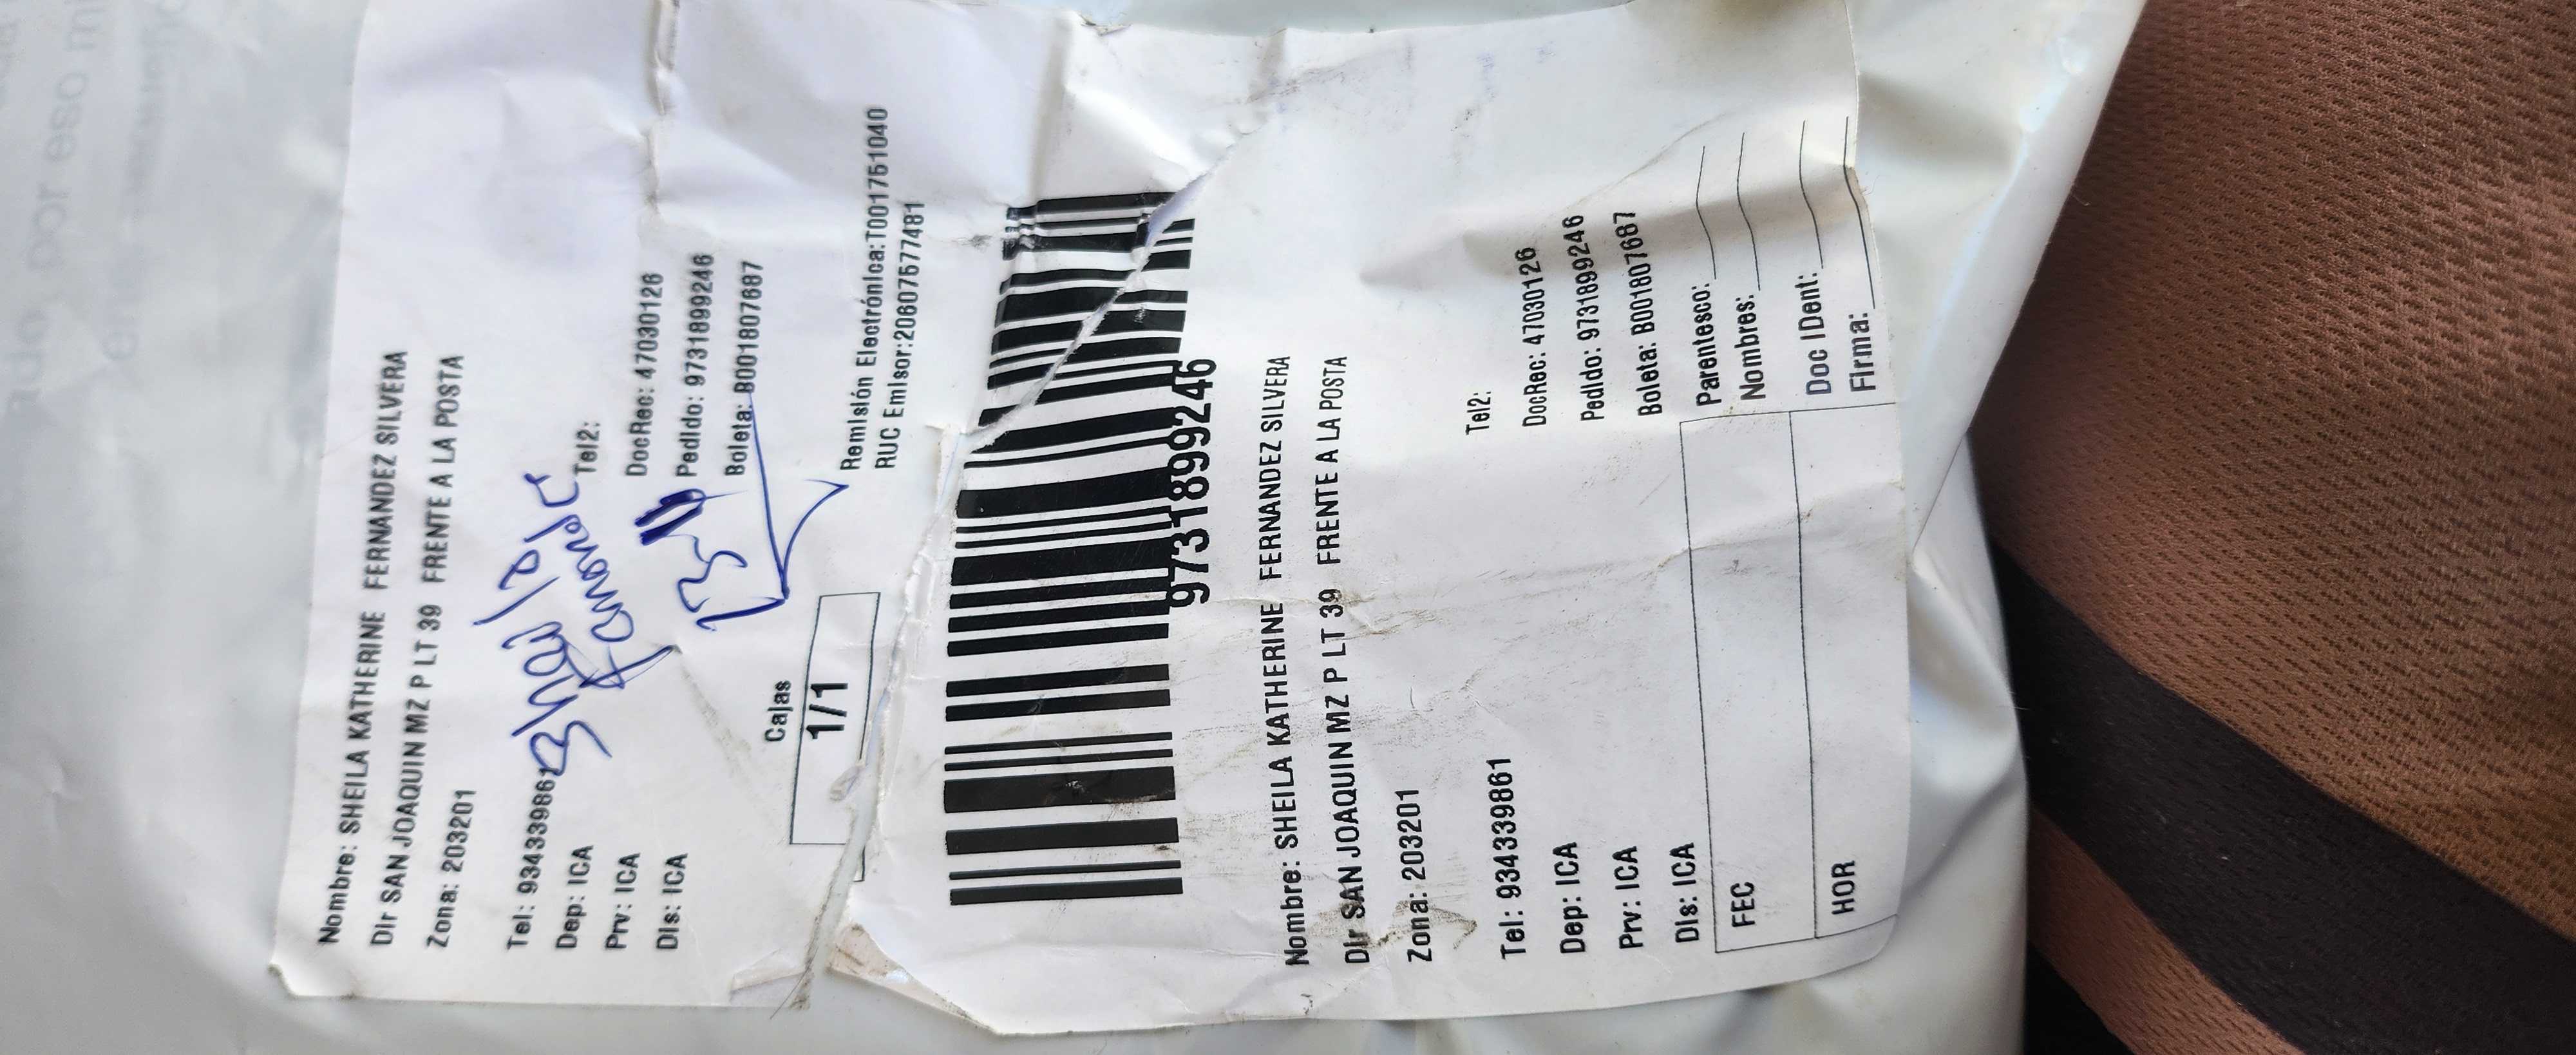 Nombre: SHEILA KATHERINE FERNANDEZ SILVERA
Dir SAN JOAQUIN MZ P LT 39 FRENTE A LA POSTA
Zona: 203201
Tel: 934339861 Tel2:
Dep: ICA DocRec: 47030126
Prv: ICA Pedido: 973189924​6
Dis: ICA Boleta: B001807687
Cajas
1/1
Remisión Electrónica:T001751040
RUC Emisor:20607577481
9731899246
Nombre: SHEILA KATHERINE FERNANDEZ SILVERA
Dir SAN JOAQUIN MZ P LT 39 FRENTE A LA POSTA
Zona: 203201
Tel: 934339861 Tel2:
Dep: ICA DocRec: 47030126
Prv: ICA Pedido: 9731899246
Dis: ICA Boleta: B001807687
FEC Parentesco:
Nombres:
HOR Doc IDent:
Firma: